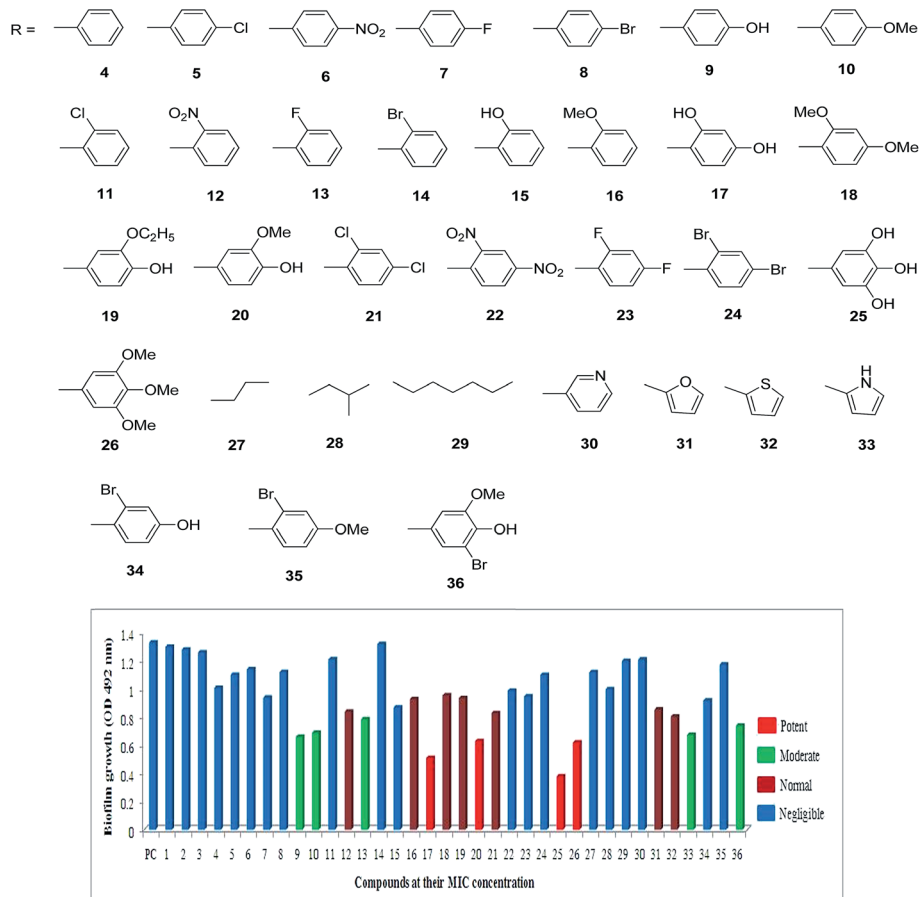 R =
Cl
NO2
F
Br
OH
OMe
4 5 6 7 8 9 10
Cl
O2N
F
Br
HO
MeO
HO
OH
MeO
OMe
11 12 13 14 15 16 17 18
OC2H5
OH
OMe
OH
Cl
Cl
O2N
NO2
F
F
Br
Br
OH
OH
OH
19 20 21 22 23 24 25
OMe
OMe
OMe
N
O
S
H
N
26 27 28 29 30 31 32 33
Br
OH
Br
OMe
OMe
OH
Br
34 35 36
Biofilm growth (OD 492 nm)
1.4
1.2
1
0.8
0.6
0.4
0.2
0
PC 1 2 3 4 5 6 7 8 9 10 11 12 13 14 15 16 17 18 19 20 21 22 23 24 25 26 27 28 29 30 31 32 33 34 35 36
Compounds at their MIC concentration
Potent
Moderate
Normal
Negligible